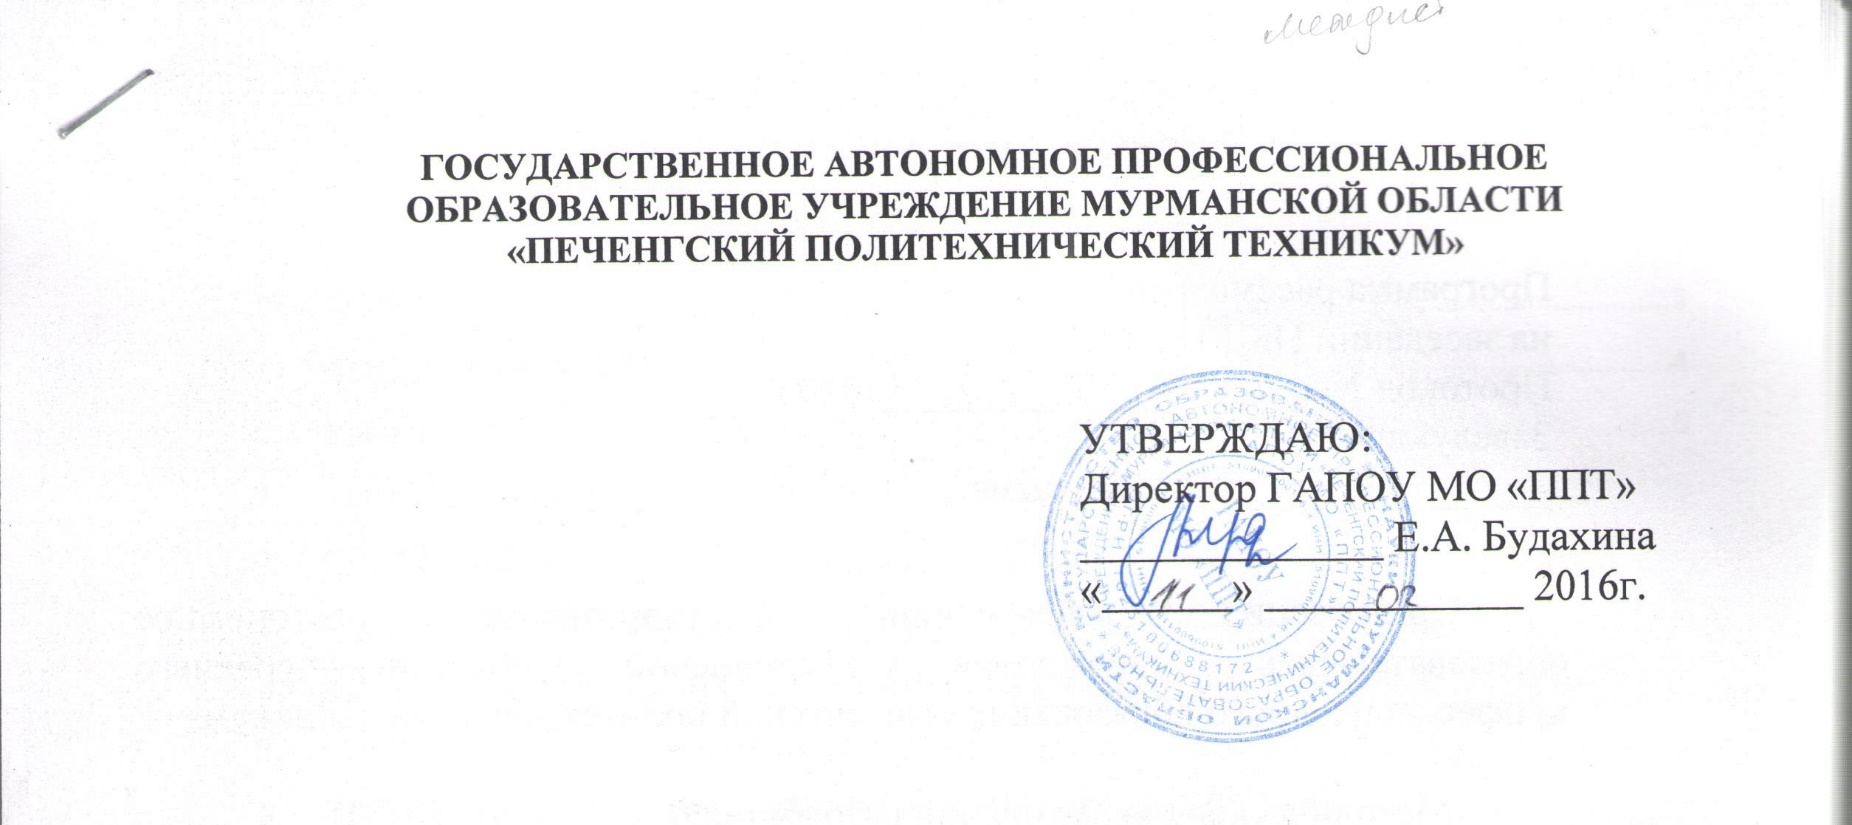 ГОСУДАРСТВЕННОЕ АВТОНОМНОЕ ПРОФЕССИОНАЛЬНОЕ
ОБРАЗОВАТЕЛЬНОЕ УЧРЕЖДЕНИЕ МУРМАНСКОЙ ОБЛАСТИ
«ПЕЧЕНГСКИЙ ПОЛИТЕХНИЧЕСКИЙ ТЕХНИКУМ»
УТВЕРЖДАЮ:
Директор ГАПОУ МО «ППТ»
Е.А. Будахина
«11» 02 2016г.